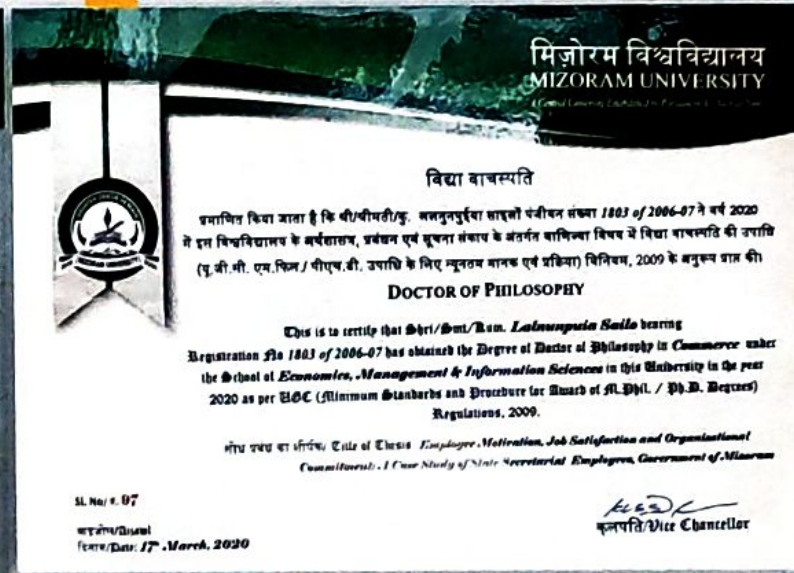 मिज़ोरम विश्वविद्यालय
MIZORAM UNIVERSITY
विद्या वाचस्पति
प्रमाणित किया जाता है कि श्री/श्रीमती/कु. ललनुनपुईया साइलों पंजीयन संख्या 1803 of 2006-07 ने वर्ष 2020
में इस विश्वविद्यालय के अर्थशास्त्र, प्रबंधन एवं सूचना संकाय के अंतर्गत वाणिज्य विषय में विद्या वाचस्पति की उपाधि
(यू.जी.सी. एम.फिल./ पीएच.डी. उपाधि के लिए न्यूनतम मानक एवं प्रक्रिया) विनियम, 2009 के अनुरूप प्राप्त की।
DOCTOR OF PHILOSOPHY
This is to certify that Shri/Smt/Kum. Lalnunpuia Sailo bearing
Registration No 1803 of 2006-07 has obtained the Degree of Doctor of Philosophy in Commerce under
the School of Economics, Management & Information Sciences in this University in the year
2020 as per UGC (Minimum Standards and Procedure for Award of M.Phil. / Ph.D. Degrees)
Regulations, 2009.
शोध प्रबंध का शीर्षक/ Title of Thesis Employee Motivation, Job Satisfaction and Organizational
Commitment: A Case Study of State Secretariat Employees, Government of Mizoram
SL No/ क्र. 07
आइजोल/Aizawl
दिनांक/Date: 17th March, 2020
कुलपति/Vice Chancellor